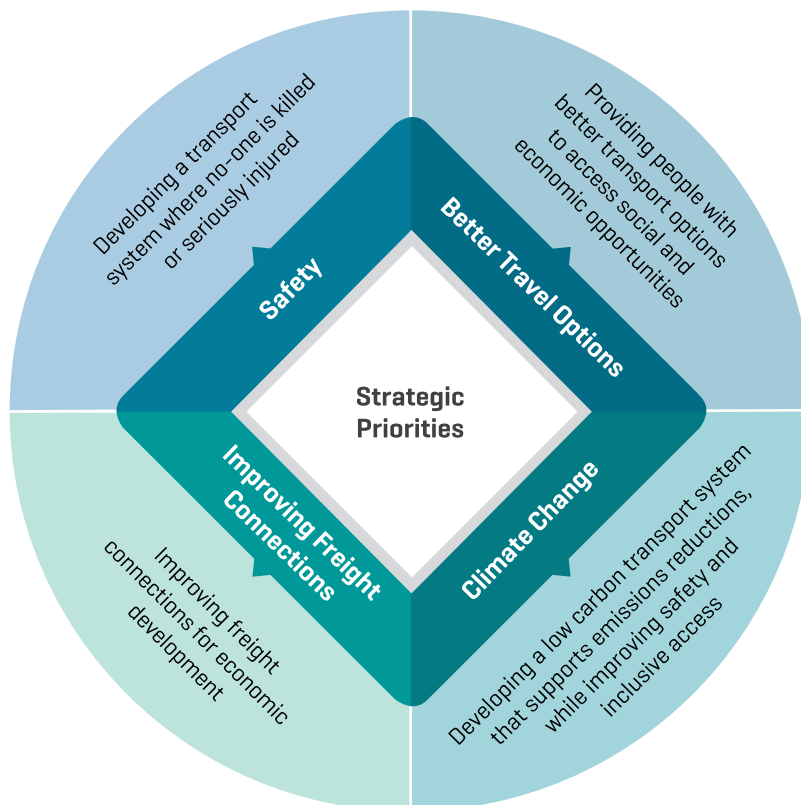 Developing a transport
system where no-one is killed
or seriously injured
Safety
Providing people with
better transport options
to access social and
economic opportunities
Better Travel Options
Strategic
Priorities
Improving Freight
Connections
Improving freight
connections for economic
development
Climate Change
Developing a low carbon transport system
that supports emissions reductions,
while improving safety and
inclusive access